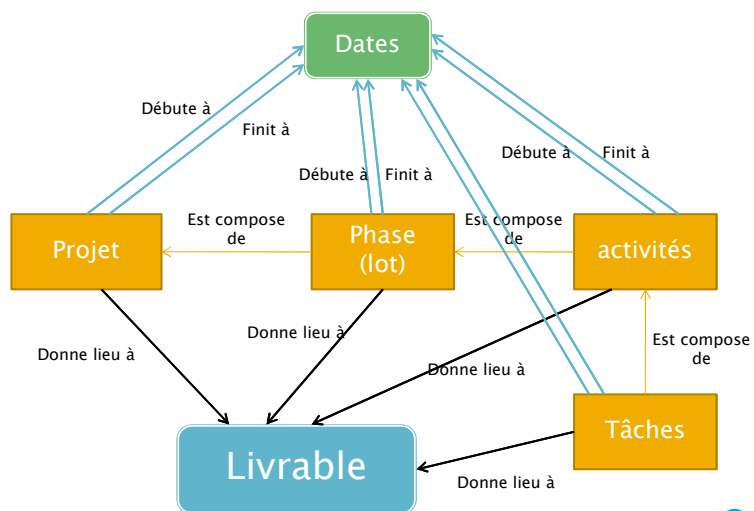 Dates
Débute à
Finit à
Débute à
Finit à
Débute à
Finit à
Est compose
de
Est compose
de
Projet
Phase
(lot)
activités
Donne lieu à
Donne lieu à
Donne lieu à
Est compose
de
Tâches
Livrable
Donne lieu à